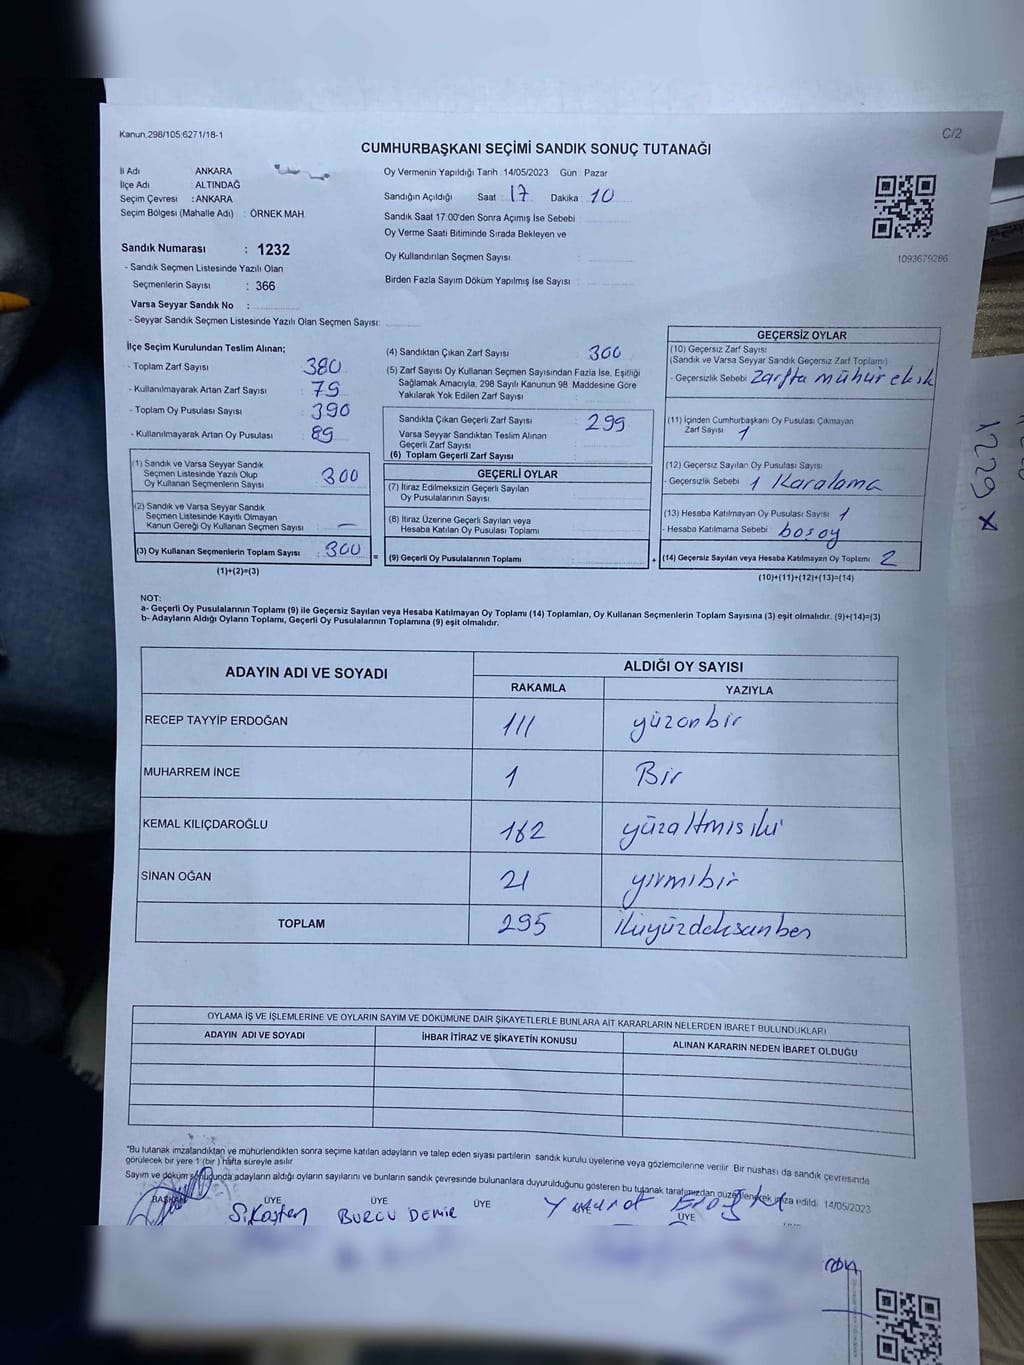 Kanun,298/105,6271/18-1
C/2
CUMHURBAŞKANI SEÇİMİ SANDIK SONUÇ TUTANAĞI
İl Adı ANKARA
İlçe Adı : ALTINDAĞ
Seçim Çevresi : ANKARA
Seçim Bölgesi (Mahalle Adı) : ÖRNEK MAH.
Sandık Numarası : 1232
- Sandık Seçmen Listesinde Yazılı Olan
Seçmenlerin Sayısı : 366
Varsa Seyyar Sandık No :
- Seyyar Sandık Seçmen Listesinde Yazılı Olan Seçmen Sayısı:
Oy Vermenin Yapıldığı Tarih : 14/05/2023 Gün Pazar
Sandığın Açıldığı Saat 17 Dakika 10
Sandık Saat 17:00'den Sonra Açımış İse Sebebi
Oy Verme Saati Bitiminde Sırada Bekleyen ve
Oy Kullandırılan Seçmen Sayısı :
Birden Fazla Sayım Döküm Yapılmış İse Sayısı :
1093679286
İlçe Seçim Kurulundan Teslim Alınan;
- Toplam Zarf Sayısı : 380
- Kullanılmayarak Artan Zarf Sayısı : 79
- Toplam Oy Pusulası Sayısı : 390
- Kullanılmayarak Artan Oy Pusulası : 89
(1) Sandık ve Varsa Seyyar Sandık
Seçmen Listesinde Yazılı Olup
Oy Kullanan Seçmenlerin Sayısı : 300
(2) Sandık ve Varsa Seyyar Sandık
Seçmen Listesinde Kayıtlı Olmayan
Kanun Gereği Oy Kullanan Seçmen Sayısı : —
(3) Oy Kullanan Seçmenlerin Toplam Sayısı : 300
(1)+(2)=(3)
(4) Sandıktan Çıkan Zarf Sayısı : 300
(5) Zarf Sayısı Oy Kullanan Seçmen Sayısından Fazla İse, Eşitliği
Sağlamak Amacıyla, 298 Sayılı Kanunun 98. Maddesine Göre
Yakılarak Yok Edilen Zarf Sayısı :
Sandıkta Çıkan Geçerli Zarf Sayısı : 299
Varsa Seyyar Sandıktan Teslim Alınan
Geçerli Zarf Sayısı :
(6) Toplam Geçerli Zarf Sayısı :
GEÇERLİ OYLAR
(7) İtiraz Edilmeksizin Geçerli Sayılan
Oy Pusulalarının Sayısı :
(8) İtiraz Üzerine Geçerli Sayılan veya
Hesaba Katılan Oy Pusulası Toplamı :
= (9) Geçerli Oy Pusulalarının Toplamı : +
GEÇERSİZ OYLAR
(10) Geçersiz Zarf Sayısı
(Sandık ve Varsa Seyyar Sandık Geçersiz Zarf Toplamı)
- Geçersizlik Sebebi Zarfta mühür eksik
(11) İçinden Cumhurbaşkanı Oy Pusulası Çıkmayan
Zarf Sayısı 1
(12) Geçersiz Sayılan Oy Pusulası Sayısı
- Geçersizlik Sebebi 1 Karalama
(13) Hesaba Katılmayan Oy Pusulası Sayısı 1
- Hesaba Katılmama Sebebi boş oy
(14) Geçersiz Sayılan veya Hesaba Katılmayan Oy Toplamı 2
(10)+(11)+(12)+(13)=(14)
1229 x
NOT:
a- Geçerli Oy Pusulalarının Toplamı (9) ile Geçersiz Sayılan veya Hesaba Katılmayan Oy Toplamı (14) Toplamları, Oy Kullanan Seçmenlerin Toplam Sayısına (3) eşit olmalıdır. (9)+(14)=(3)
b- Adayların Aldığı Oyların Toplamı, Geçerli Oy Pusulalarının Toplamına (9) eşit olmalıdır.
ADAYIN ADI VE SOYADI ALDIĞI OY SAYISI
RAKAMLA YAZIYLA
RECEP TAYYİP ERDOĞAN 111 yüzonbir
MUHARREM İNCE 1 Bir
KEMAL KILIÇDAROĞLU 162 yüzaltmısiki
SİNAN OĞAN 21 yirmibir
TOPLAM 295 ikiyüzdoksanbes
OYLAMA İŞ VE İŞLEMLERİNE VE OYLARIN SAYIM VE DÖKÜMÜNE DAİR ŞİKAYETLERLE BUNLARA AİT KARARLARIN NELERDEN İBARET BULUNDUKLARI
ADAYIN ADI VE SOYADI İHBAR İTİRAZ VE ŞİKAYETİN KONUSU ALINAN KARARIN NEDEN İBARET OLDUĞU
"Bu tutanak imzalandıktan ve mühürlendikten sonra seçime katılan adayların ve talep eden siyasi partilerin sandık kurulu üyelerine veya gözlemcilerine verilir. Bir nushası da sandık çevresinde
görülecek bir yere 1 (bir) hafta süreyle asılır
Sayım ve döküm sonucunda adayların aldığı oyların sayılarını ve bunların sandık çevresinde bulunanlara duyurulduğunu gösteren bu tutanak tarafımızdan düzenlenerek imza edildi 14/05/2023
BAŞKAN ÜYE ÜYE ÜYE ÜYE ÜYE
S.Kaşten BURCU DEMİR